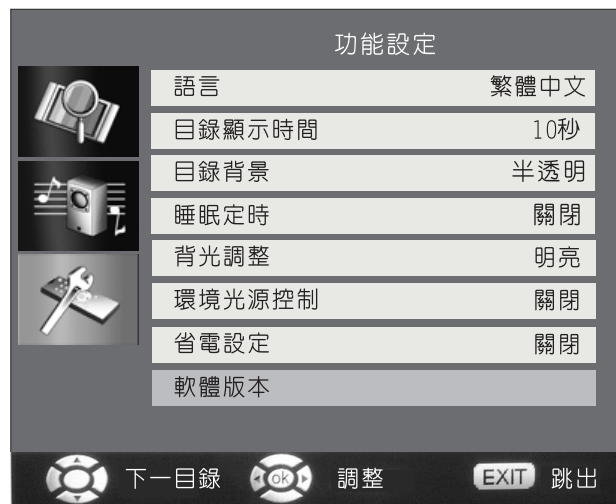 功能設定
語言 繁體中文
目錄顯示時間 10秒
目錄背景 半透明
睡眠定時 關閉
背光調整 明亮
環境光源控制 關閉
省電設定 關閉
軟體版本
下一目錄 ok 調整 EXIT 跳出